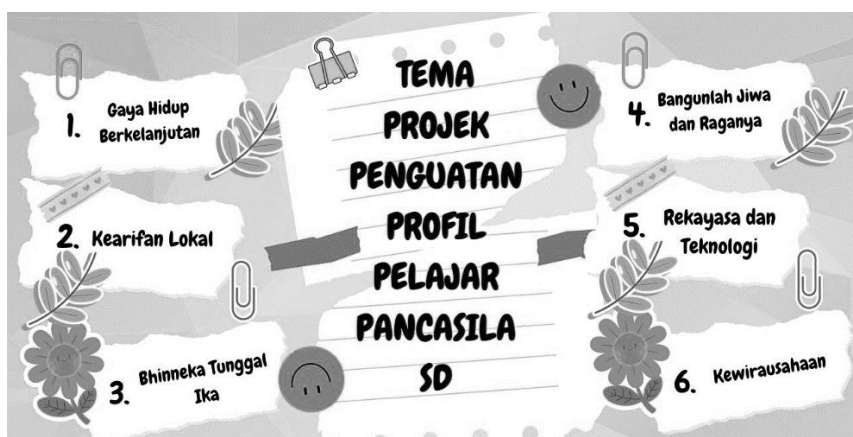 TEMA
PROJEK
PENGUATAN
PROFIL
PELAJAR
PANCASILA
SD
1. Gaya Hidup
Berkelanjutan
2. Kearifan Lokal
3. Bhinneka Tunggal
Ika
4. Bangunlah Jiwa
dan Raganya
5. Rekayasa dan
Teknologi
6. Kewirausahaan